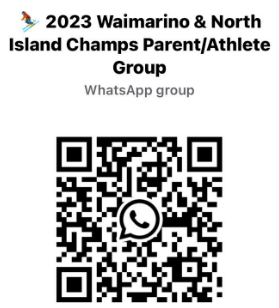 ⛷️ 2023 Waimarino & North
Island Champs Parent/Athlete
Group
WhatsApp group